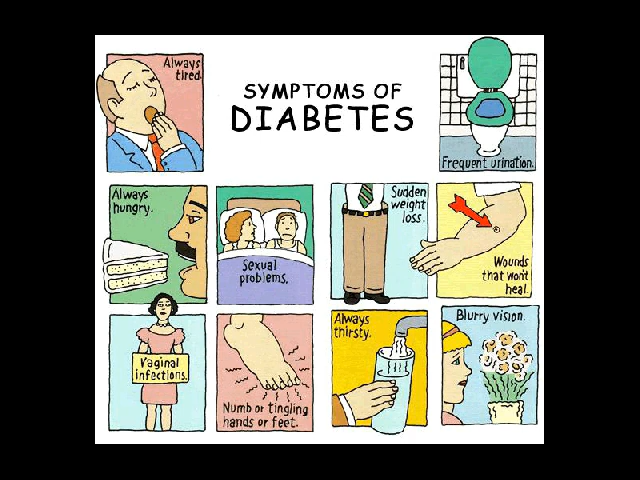 Always
tired.
SYMPTOMS OF
DIABETES
Frequent urination.
Always
hungry.
Sexual
problems.
Sudden
weight
loss.
Wounds
that won't
heal.
Vaginal
infections.
Numb or tingling
hands or feet.
Always
thirsty.
Blurry vision.